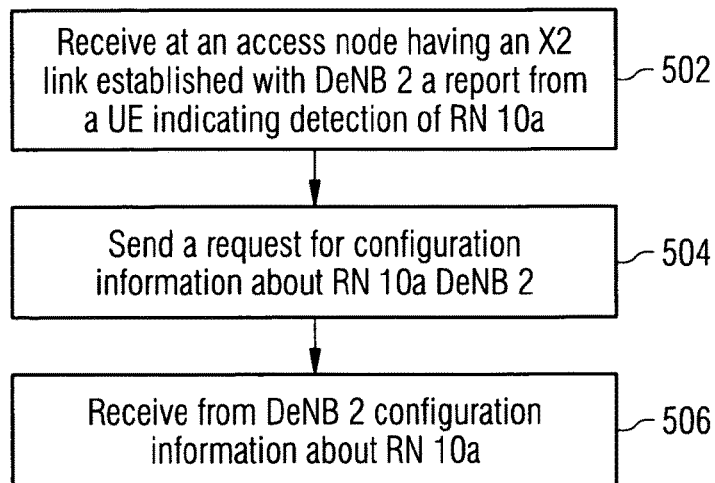 Receive at an access node having an X2
link established with DeNB 2 a report from
a UE indicating detection of RN 10a
502
Send a request for configuration
information about RN 10a DeNB 2
504
Receive from DeNB 2 configuration
information about RN 10a
506